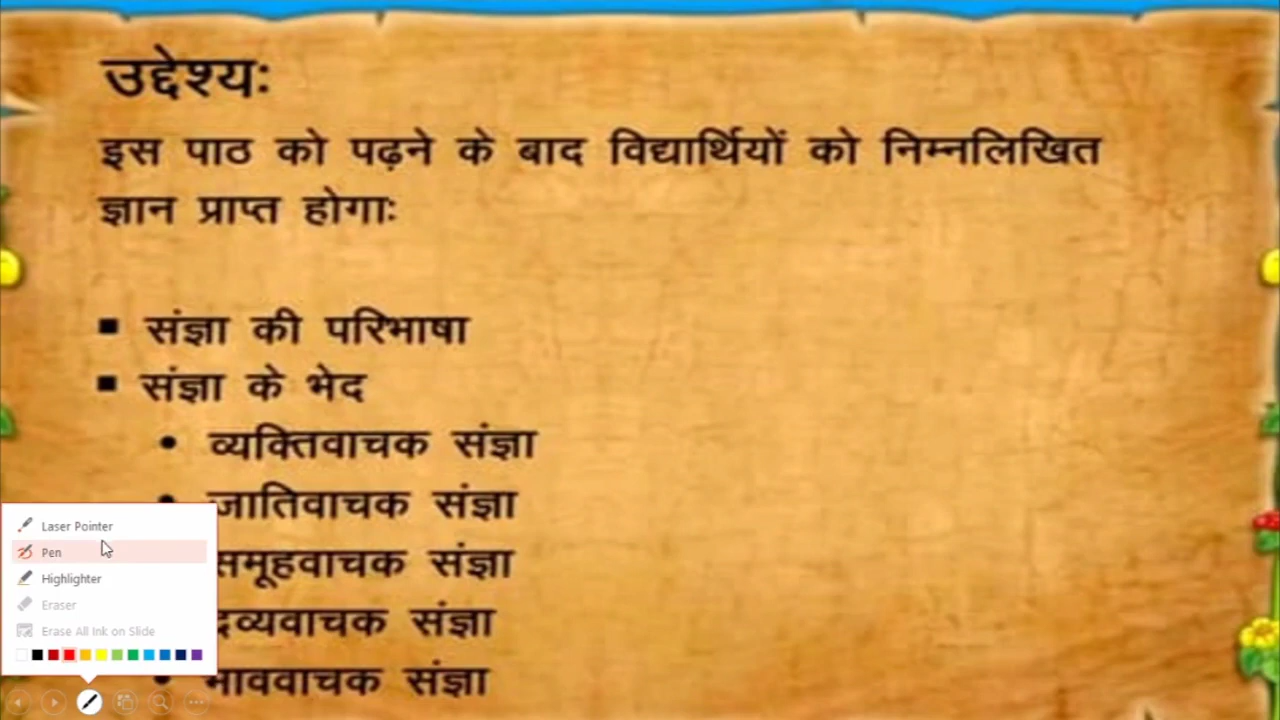 उद्देश्यः
इस पाठ को पढ़ने के बाद विद्यार्थियों को निम्नलिखित
ज्ञान प्राप्त होगाः
▪ संज्ञा की परिभाषा
▪ संज्ञा के भेद
• व्यक्तिवाचक संज्ञा
• जातिवाचक संज्ञा
समूहवाचक संज्ञा
द्रव्यवाचक संज्ञा
• भाववाचक संज्ञा
Laser Pointer
Pen
Highlighter
Eraser
Erase All Ink on Slide